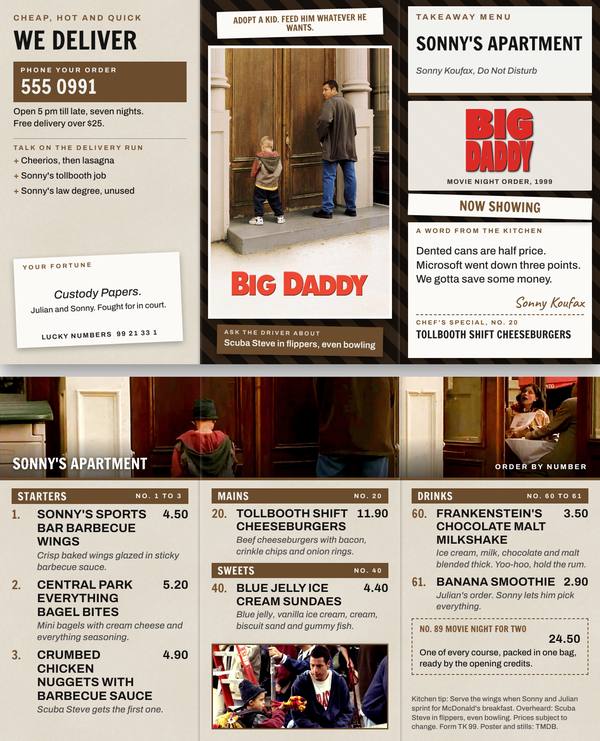 CHEAP, HOT AND QUICK
WE DELIVER
PHONE YOUR ORDER
555 0991
Open 5 pm till late, seven nights.
Free delivery over $25.
TALK ON THE DELIVERY RUN
+ Cheerios, then lasagna
+ Sonny's tollbooth job
+ Sonny's law degree, unused
YOUR FORTUNE
Custody Papers.
Julian and Sonny. Fought for in court.
LUCKY NUMBERS 99 21 33 1
ADOPT A KID. FEED HIM WHATEVER HE
WANTS.
BIG DADDY
ASK THE DRIVER ABOUT
Scuba Steve in flippers, even bowling
TAKEAWAY MENU
SONNY'S APARTMENT
Sonny Koufax, Do Not Disturb
BIG
DADDY
MOVIE NIGHT ORDER, 1999
NOW SHOWING
A WORD FROM THE KITCHEN
Dented cans are half price.
Microsoft went down three points.
We gotta save some money.
Sonny Koufax
CHEF'S SPECIAL, NO. 20
TOLLBOOTH SHIFT CHEESEBURGERS
SONNY'S APARTMENT
ORDER BY NUMBER
STARTERS NO. 1 TO 3
1. SONNY'S SPORTS 4.50
BAR BARBECUE
WINGS
Crisp baked wings glazed in sticky
barbecue sauce.
2. CENTRAL PARK 5.20
EVERYTHING
BAGEL BITES
Mini bagels with cream cheese and
everything seasoning.
3. CRUMBED 4.90
CHICKEN
NUGGETS WITH
BARBECUE SAUCE
Scuba Steve gets the first one.
MAINS NO. 20
20. TOLLBOOTH SHIFT 11.90
CHEESEBURGERS
Beef cheeseburgers with bacon,
crinkle chips and onion rings.
SWEETS NO. 40
40. BLUE JELLY ICE 4.40
CREAM SUNDAES
Blue jelly, vanilla ice cream, cream,
biscuit sand and gummy fish.
DRINKS NO. 60 TO 61
60. FRANKENSTEIN'S 3.50
CHOCOLATE MALT
MILKSHAKE
Ice cream, milk, chocolate and malt
blended thick. Yoo-hoo, hold the rum.
61. BANANA SMOOTHIE 2.90
Julian's order. Sonny lets him pick
everything.
NO. 89 MOVIE NIGHT FOR TWO
24.50
One of every course, packed in one bag,
ready by the opening credits.
Kitchen tip: Serve the wings when Sonny and Julian
sprint for McDonald's breakfast. Overheard: Scuba
Steve in flippers, even bowling. Prices subject to
change. Form TK 99. Poster and stills: TMDB.